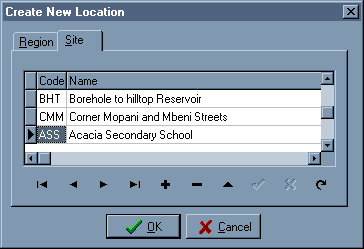 Create New Location
Region Site
Code Name
BHT Borehole to hilltop Reservoir
CMM Corner Mopani and Mbeni Streets
ASS Acacia Secondary School
OK Cancel